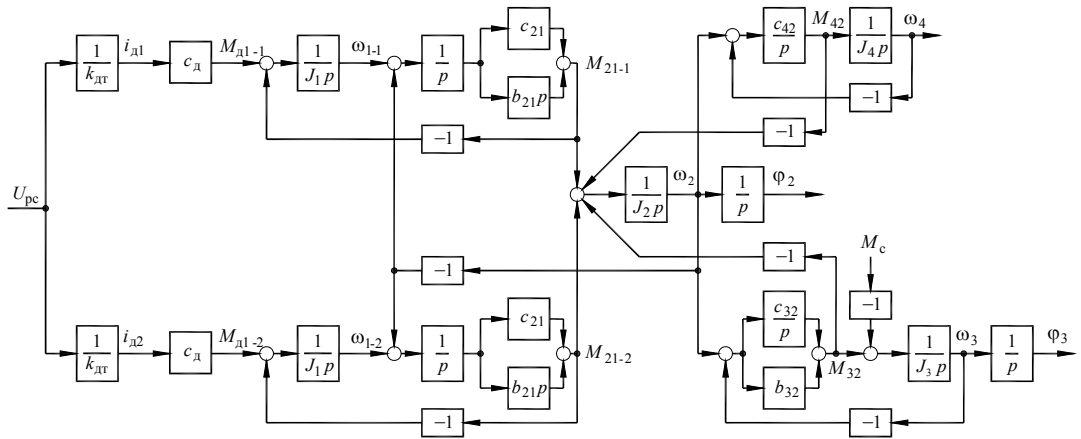 U_рс
1/k_дт
i_д1
c_д
M_д1-1
1/(J_1 p)
ω_1-1
1/p
c_21
b_21 p
M_21-1
-1
1/k_дт
i_д2
c_д
M_д1-2
1/(J_1 p)
ω_1-2
1/p
c_21
b_21 p
M_21-2
-1
-1
1/(J_2 p)
ω_2
1/p
φ_2
c_42/p
M_42
1/(J_4 p)
ω_4
-1
-1
-1
M_с
-1
c_32/p
b_32
M_32
1/(J_3 p)
ω_3
1/p
φ_3
-1